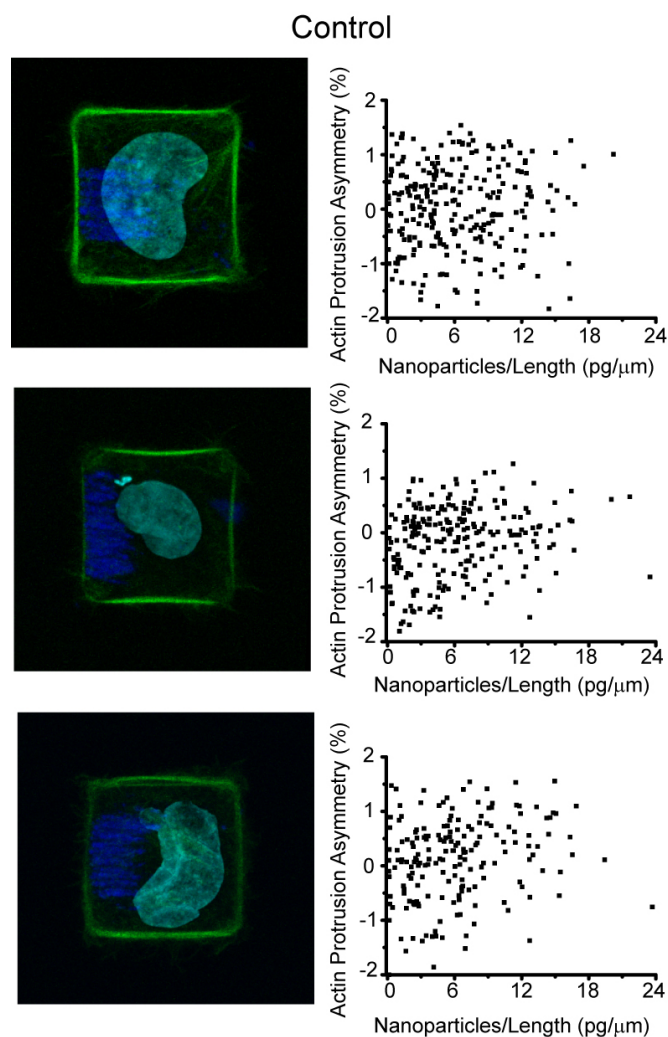 Control
Actin Protrusion Asymmetry (%)
2
1
0
-1
-2
0 6 12 18 24
Nanoparticles/Length (pg/μm)
Actin Protrusion Asymmetry (%)
2
1
0
-1
-2
0 6 12 18 24
Nanoparticles/Length (pg/μm)
Actin Protrusion Asymmetry (%)
2
1
0
-1
-2
0 6 12 18 24
Nanoparticles/Length (pg/μm)